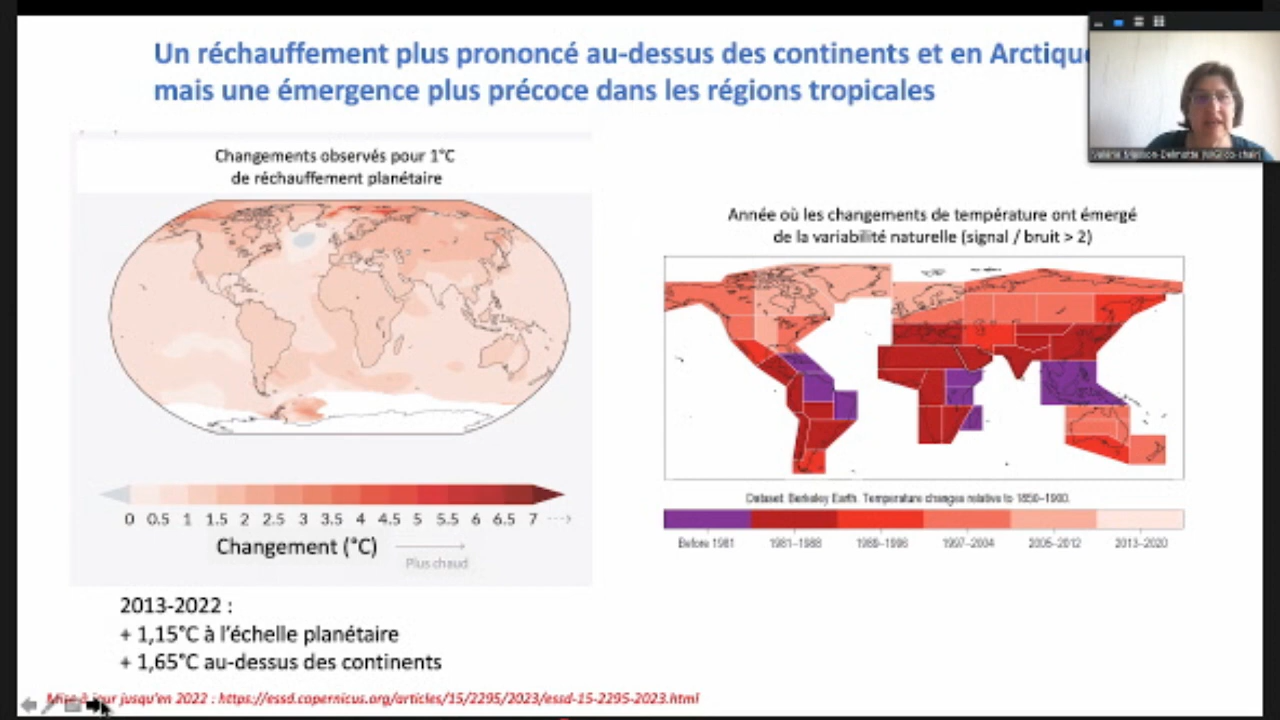 Un réchauffement plus prononcé au-dessus des continents et en Arctique
mais une émergence plus précoce dans les régions tropicales
Changements observés pour 1°C
de réchauffement planétaire
0 0.5 1 1.5 2 2.5 3 3.5 4 4.5 5 5.5 6 6.5 7
Changement (°C)
Plus chaud
Année où les changements de température ont émergé
de la variabilité naturelle (signal / bruit > 2)
Dataset: Berkeley Earth. Temperature changes relative to 1850–1900.
Before 1981 1981–1988 1989–1996 1997–2004 2005–2012 2013–2020
2013-2022 :
+ 1,15°C à l'échelle planétaire
+ 1,65°C au-dessus des continents
Mise à jour jusqu'en 2022 : https://essd.copernicus.org/articles/15/2295/2023/essd-15-2295-2023.html